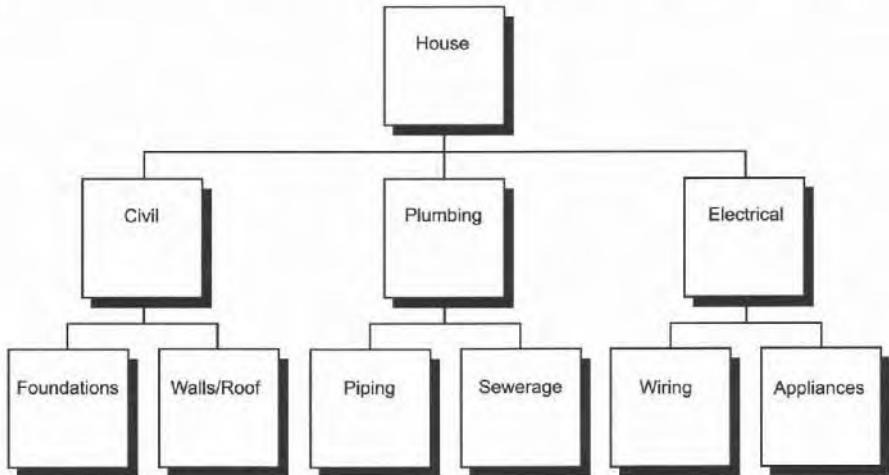 House
Civil
Plumbing
Electrical
Foundations
Walls/Roof
Piping
Sewerage
Wiring
Appliances